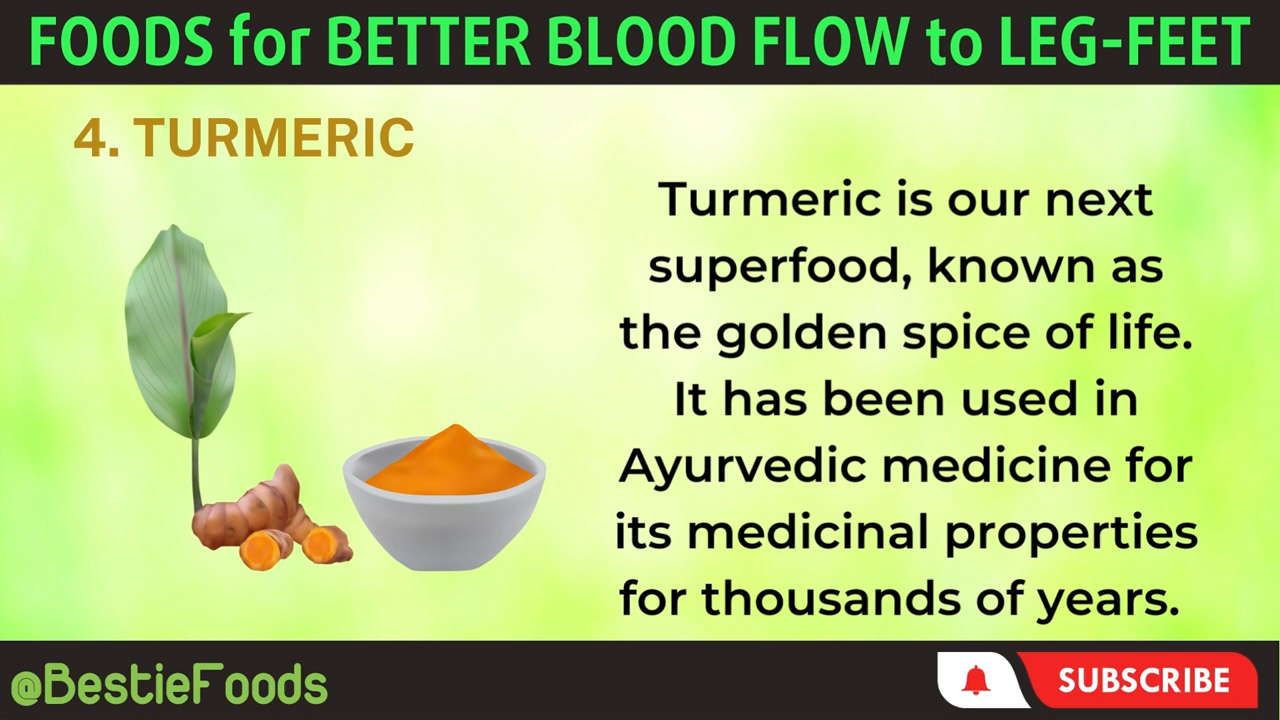 FOODS for BETTER BLOOD FLOW to LEG-FEET
4. TURMERIC
Turmeric is our next
superfood, known as
the golden spice of life.
It has been used in
Ayurvedic medicine for
its medicinal properties
for thousands of years.
@BestieFoods
SUBSCRIBE